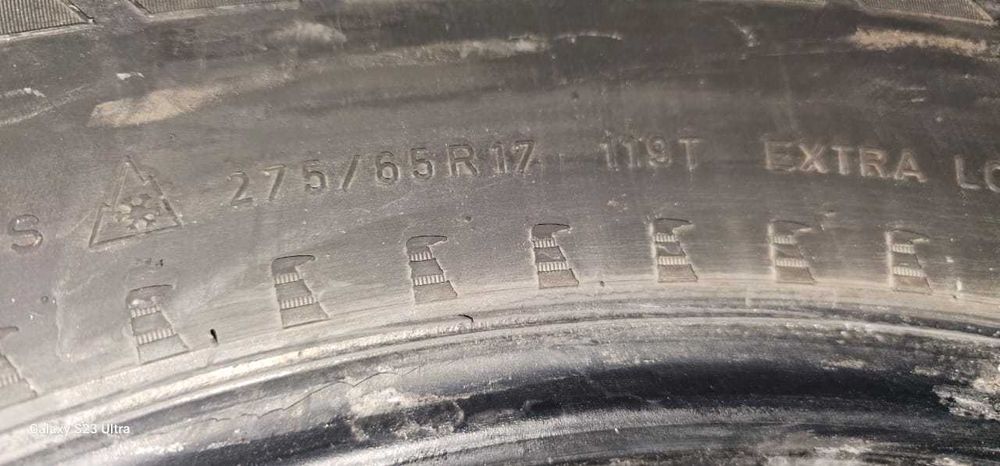 S 275/65R17 119T EXTRA LO
Galaxy S23 Ultra